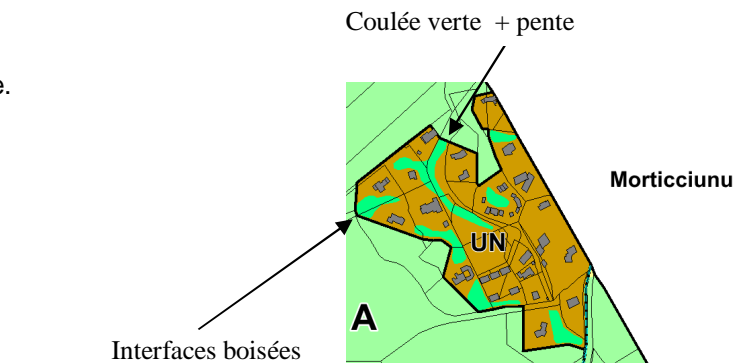 Coulée verte + pente
e.
Morticciunu
UN
A
Interfaces boisées